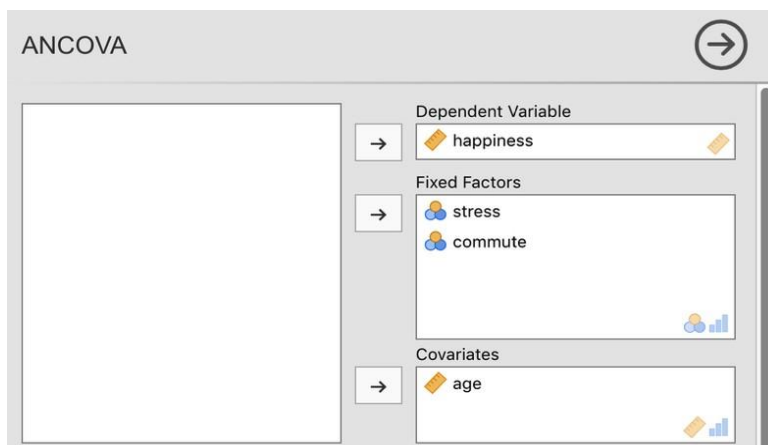 ANCOVA
Dependent Variable
happiness
Fixed Factors
stress
commute
Covariates
age